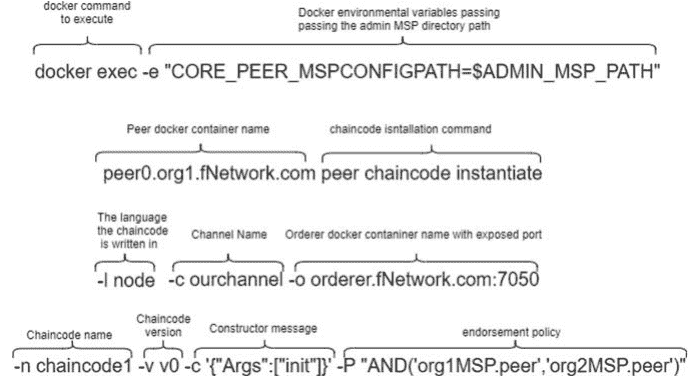 docker command
to execute
Docker environmental variables passing
passing the admin MSP directory path
docker exec -e "CORE_PEER_MSPCONFIGPATH=$ADMIN_MSP_PATH"
Peer docker container name
chaincode isntallation command
peer0.org1.fNetwork.com peer chaincode instantiate
The language
the chaincode
is written in
Channel Name
Orderer docker contaniner name with exposed port
-l node -c ourchannel -o orderer.fNetwork.com:7050
Chaincode name
Chaincode
version
Constructor message
endorsement policy
-n chaincode1 -v v0 -c '{"Args":["init"]}' -P "AND('org1MSP.peer','org2MSP.peer')"